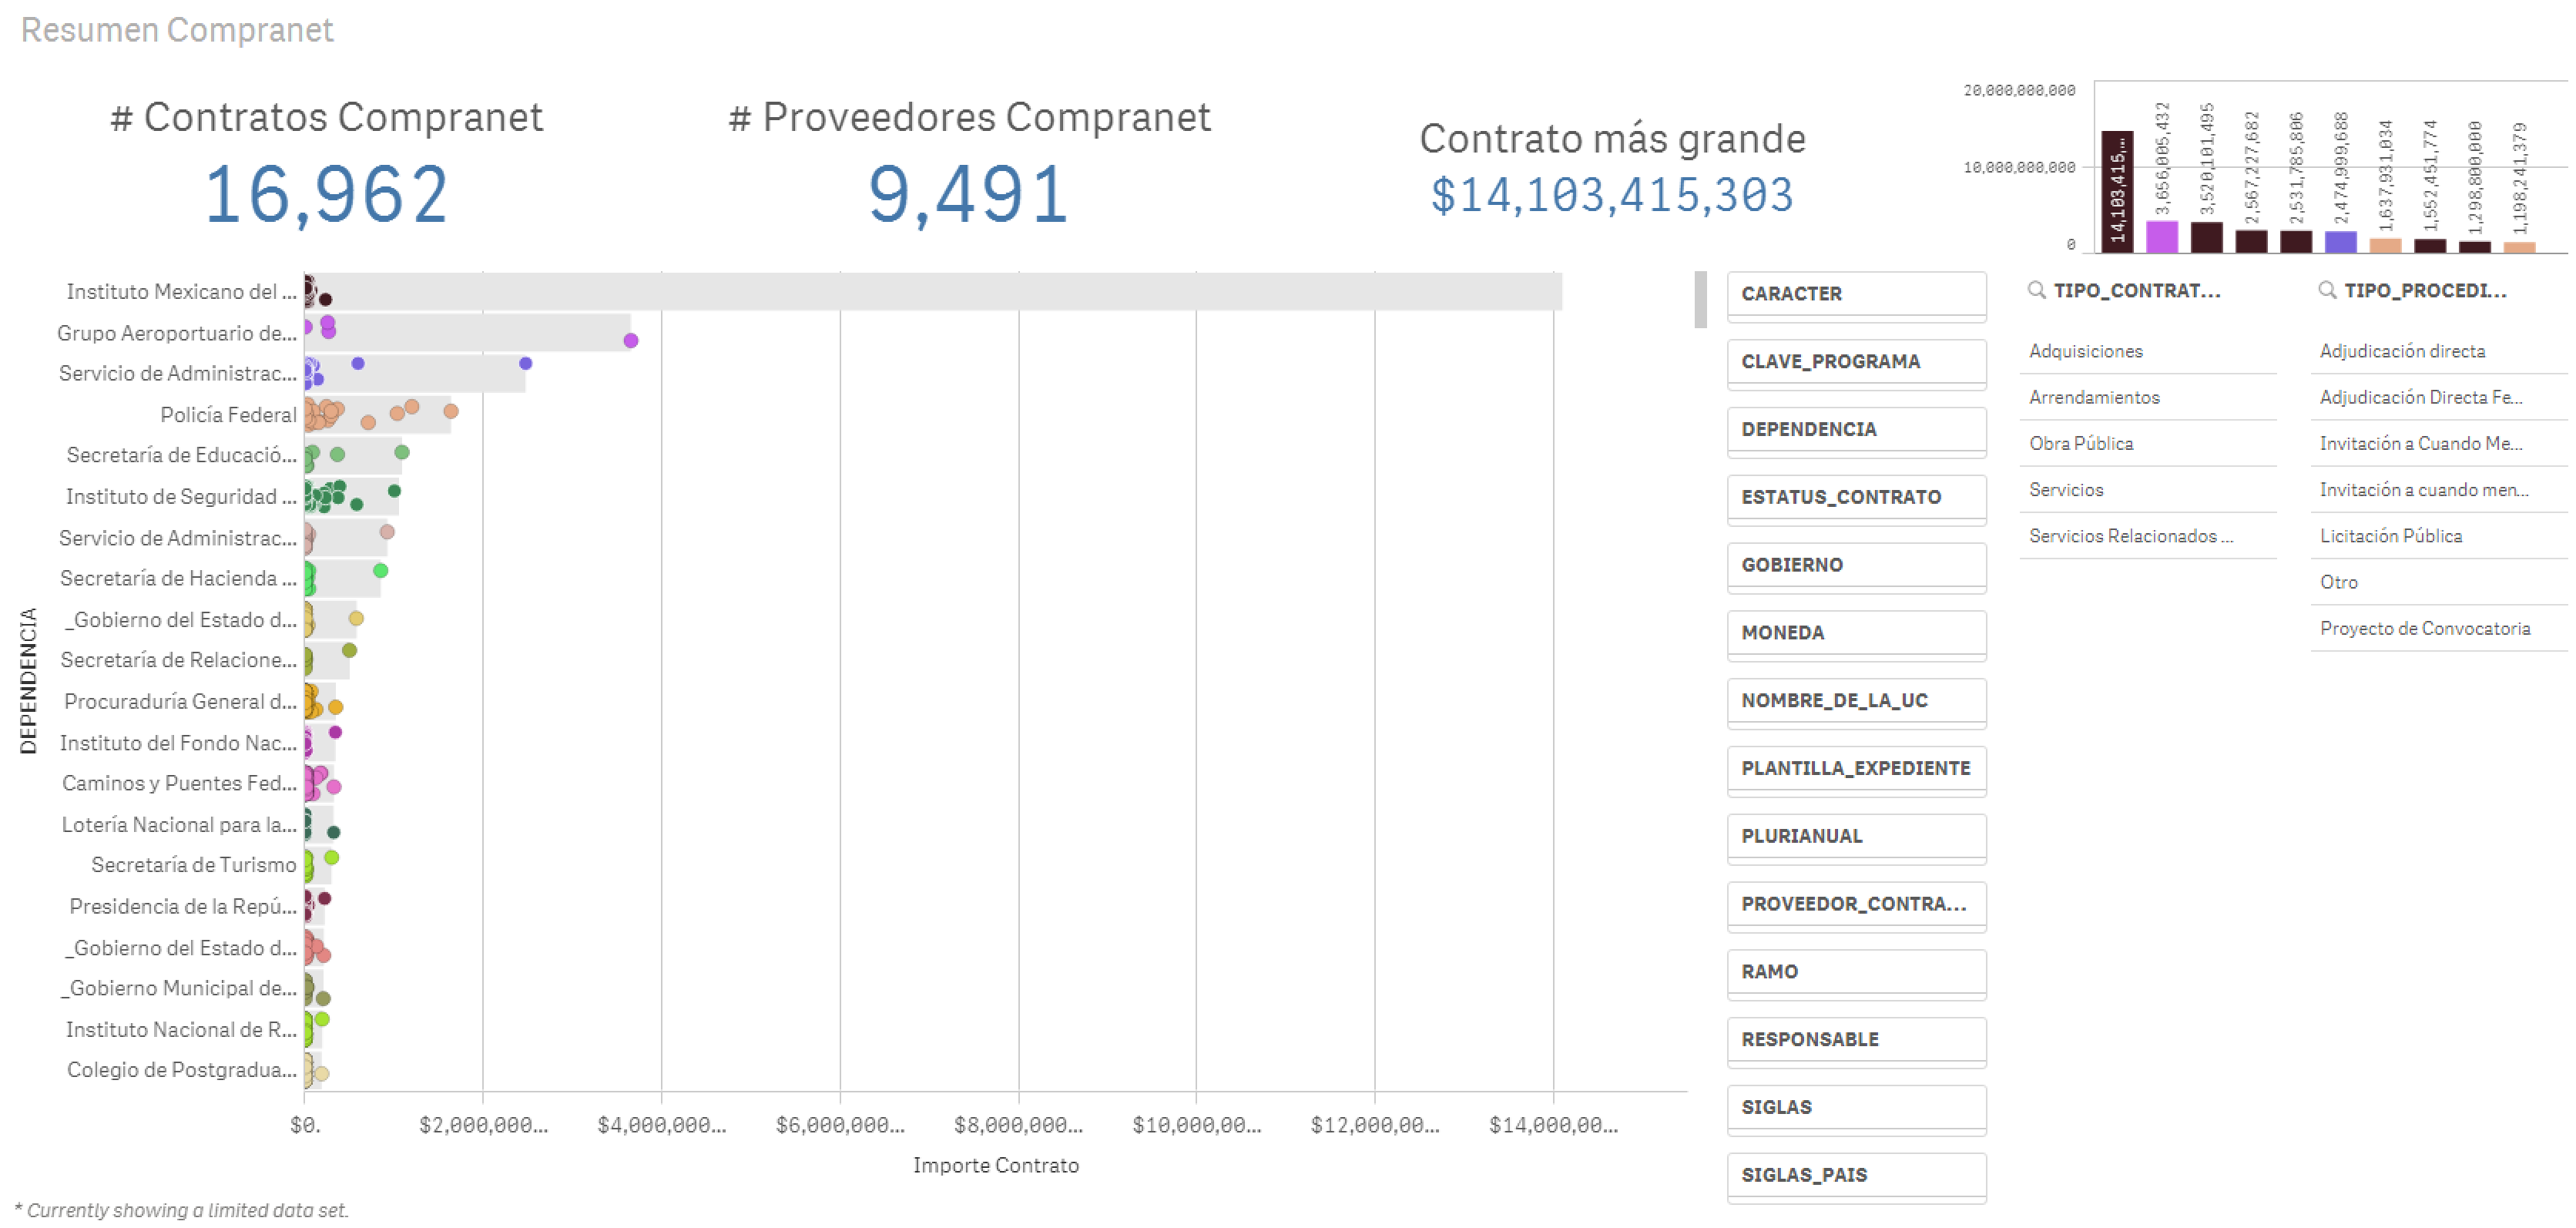 Resumen Compranet
# Contratos Compranet
16,962
# Proveedores Compranet
9,491
Contrato más grande
$14,103,415,303
20,000,000,000
10,000,000,000
0
14,103,415,...
3,656,005,432
3,520,101,495
2,567,227,682
2,531,785,806
2,474,999,688
1,637,931,034
1,552,451,774
1,298,800,000
1,198,241,379
DEPENDENCIA
Instituto Mexicano del ...
Grupo Aeroportuario de...
Servicio de Administrac...
Policía Federal
Secretaría de Educació...
Instituto de Seguridad ...
Servicio de Administrac...
Secretaría de Hacienda ...
_Gobierno del Estado d...
Secretaría de Relacione...
Procuraduría General d...
Instituto del Fondo Nac...
Caminos y Puentes Fed...
Lotería Nacional para la...
Secretaría de Turismo
Presidencia de la Repú...
_Gobierno del Estado d...
_Gobierno Municipal de...
Instituto Nacional de R...
Colegio de Postgradua...
$0.
$2,000,000...
$4,000,000...
$6,000,000...
$8,000,000...
$10,000,00...
$12,000,00...
$14,000,00...
Importe Contrato
* Currently showing a limited data set.
CARACTER
CLAVE_PROGRAMA
DEPENDENCIA
ESTATUS_CONTRATO
GOBIERNO
MONEDA
NOMBRE_DE_LA_UC
PLANTILLA_EXPEDIENTE
PLURIANUAL
PROVEEDOR_CONTRA...
RAMO
RESPONSABLE
SIGLAS
SIGLAS_PAIS
TIPO_CONTRAT...
Adquisiciones
Arrendamientos
Obra Pública
Servicios
Servicios Relacionados ...
TIPO_PROCEDI...
Adjudicación directa
Adjudicación Directa Fe...
Invitación a Cuando Me...
Invitación a cuando men...
Licitación Pública
Otro
Proyecto de Convocatoria